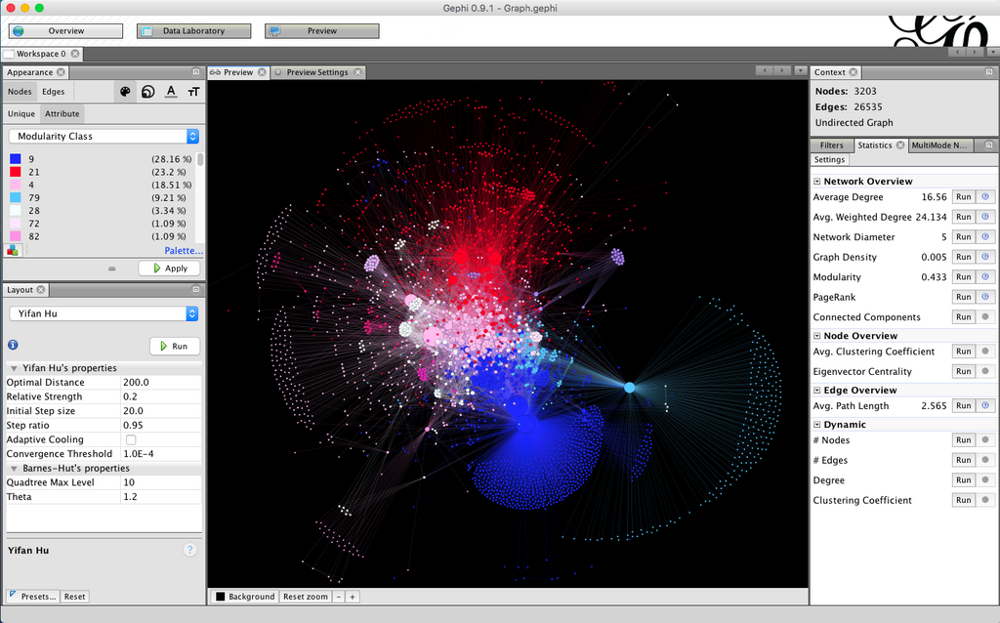 Gephi 0.9.1 - Graph.gephi
Overview Data Laboratory Preview
Workspace 0
Appearance
Nodes Edges A TT
Unique Attribute
Modularity Class
9 (28.16 %)
21 (23.2 %)
4 (18.51 %)
79 (9.21 %)
28 (3.34 %)
72 (1.09 %)
82 (1.09 %)
Palette...
Apply
Layout
Yifan Hu
Run
Yifan Hu's properties
Optimal Distance 200.0
Relative Strength 0.2
Initial Step size 20.0
Step ratio 0.95
Adaptive Cooling
Convergence Threshold 1.0E-4
Barnes-Hut's properties
Quadtree Max Level 10
Theta 1.2
Yifan Hu ?
Presets... Reset
Preview Preview Settings
Background Reset zoom - +
Context
Nodes: 3203
Edges: 26535
Undirected Graph
Filters Statistics MultiMode N...
Settings
Network Overview
Average Degree 16.56 Run ?
Avg. Weighted Degree 24.134 Run ?
Network Diameter 5 Run ?
Graph Density 0.005 Run ?
Modularity 0.433 Run ?
PageRank Run ?
Connected Components Run
Node Overview
Avg. Clustering Coefficient Run
Eigenvector Centrality Run
Edge Overview
Avg. Path Length 2.565 Run ?
Dynamic
# Nodes Run
# Edges Run
Degree Run
Clustering Coefficient Run